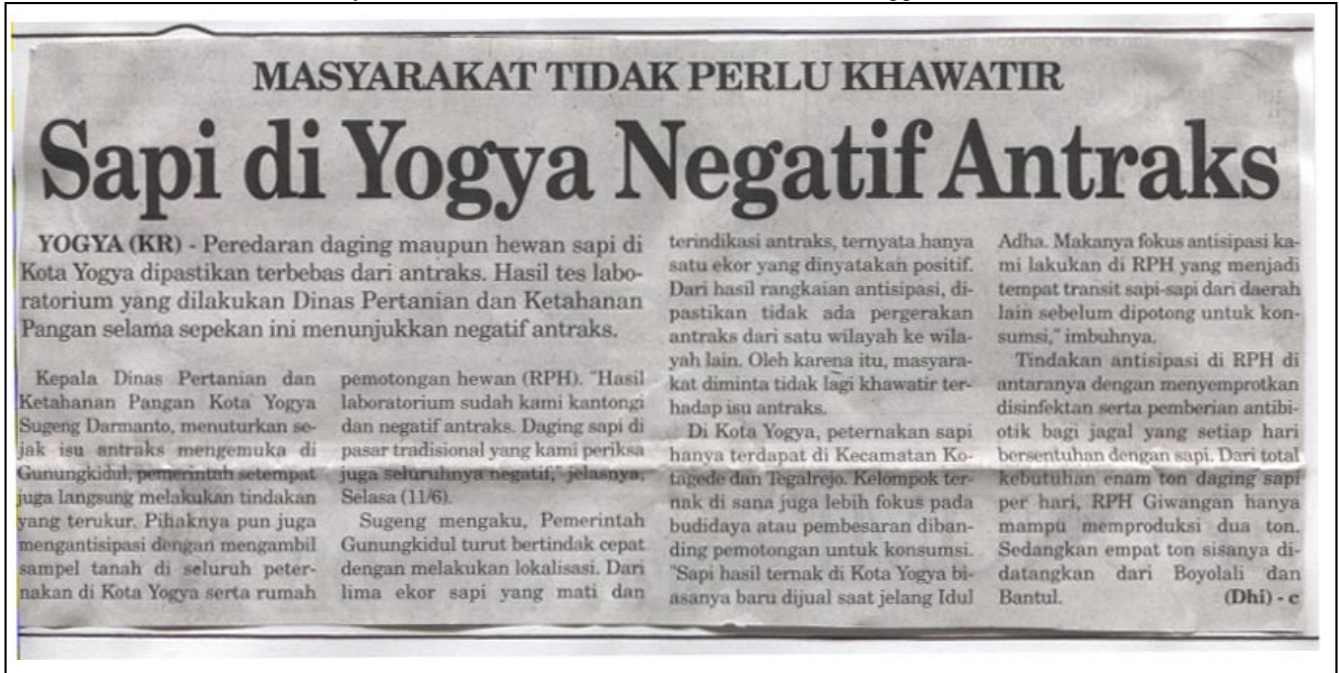 MASYARAKAT TIDAK PERLU KHAWATIR
Sapi di Yogya Negatif Antraks
YOGYA (KR) - Peredaran daging maupun hewan sapi di
Kota Yogya dipastikan terbebas dari antraks. Hasil tes labo-
ratorium yang dilakukan Dinas Pertanian dan Ketahanan
Pangan selama sepekan ini menunjukkan negatif antraks.
Kepala Dinas Pertanian dan
Ketahanan Pangan Kota Yogya
Sugeng Darmanto, menuturkan se-
jak isu antraks mengemuka di
Gunungkidul, pemerintah setempat
juga langsung melakukan tindakan
yang terukur. Pihaknya pun juga
mengantisipasi dengan mengambil
sampel tanah di seluruh peter-
nakan di Kota Yogya serta rumah
pemotongan hewan (RPH). "Hasil
laboratorium sudah kami kantongi
dan negatif antraks. Daging sapi di
pasar tradisional yang kami periksa
juga seluruhnya negatif," jelasnya,
Selasa (11/6).
Sugeng mengaku, Pemerintah
Gunungkidul turut bertindak cepat
dengan melakukan lokalisasi. Dari
lima ekor sapi yang mati dan
terindikasi antraks, ternyata hanya
satu ekor yang dinyatakan positif.
Dari hasil rangkaian antisipasi, di-
pastikan tidak ada pergerakan
antraks dari satu wilayah ke wila-
yah lain. Oleh karena itu, masyara-
kat diminta tidak lagi khawatir ter-
hadap isu antraks.
Di Kota Yogya, peternakan sapi
hanya terdapat di Kecamatan Ko-
tagede dan Tegalrejo. Kelompok ter-
nak di sana juga lebih fokus pada
budidaya atau pembesaran diban-
ding pemotongan untuk konsumsi.
"Sapi hasil ternak di Kota Yogya bi-
asanya baru dijual saat jelang Idul
Adha. Makanya fokus antisipasi ka-
mi lakukan di RPH yang menjadi
tempat transit sapi-sapi dari daerah
lain sebelum dipotong untuk kon-
sumsi," imbuhnya.
Tindakan antisipasi di RPH di
antaranya dengan menyemprotkan
disinfektan serta pemberian antibi-
otik bagi jagal yang setiap hari
bersentuhan dengan sapi. Dari total
kebutuhan enam ton daging sapi
per hari, RPH Giwangan hanya
mampu memproduksi dua ton.
Sedangkan empat ton sisanya di-
datangkan dari Boyolali dan
Bantul. (Dhi) - c